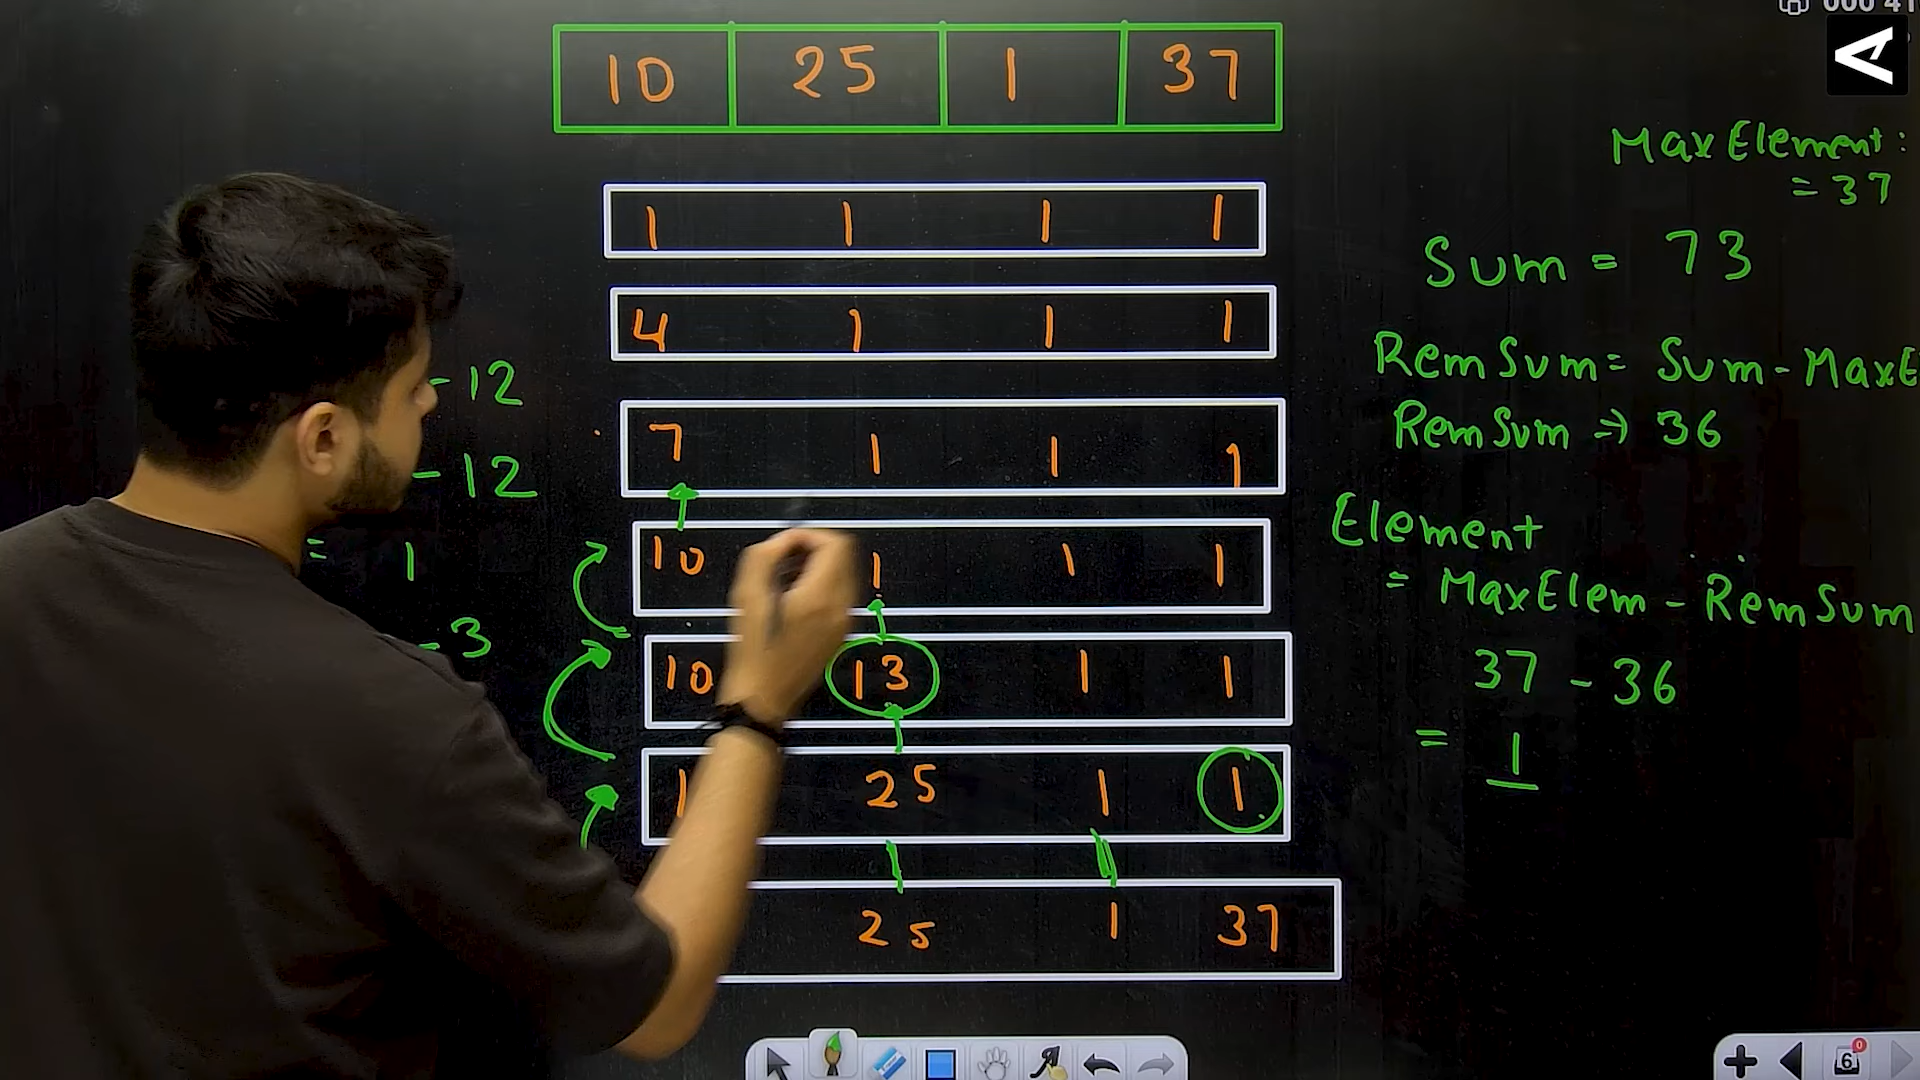 10 25 1 37
1 1 1 1
4 1 1 1
7 1 1 1
10 1 1 1
10 13 1 1
25 1 1
25 1 37
- 12
- 12
= 1
- 3
Max Element :
= 37
Sum = 73
Rem Sum = Sum - Max E
Rem Sum → 36
Element
= Max Elem - Rem Sum
37 - 36
= 1
6
0